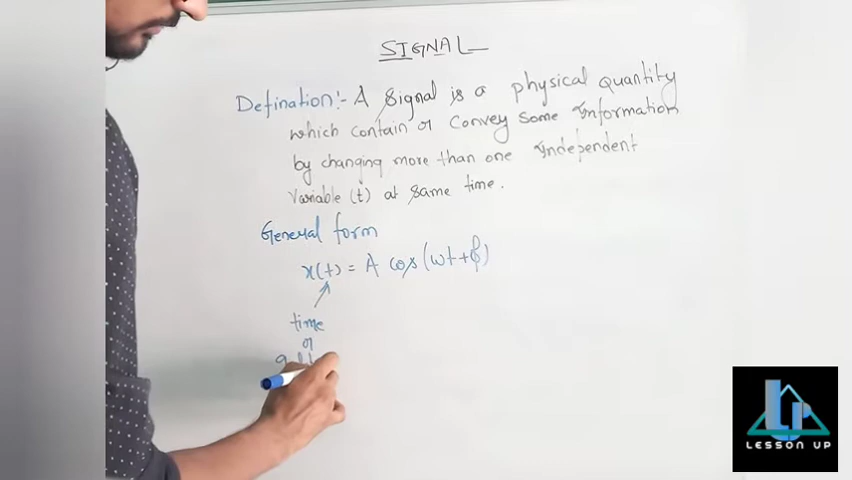 SIGNAL
Defination:- A Signal is a physical Quantity
which contain or Convey Some Information
by changing more than one Independent
Variable (t) at same time.
General form
x(t) = A cos (wt+ϕ)
time
or
LESSON UP